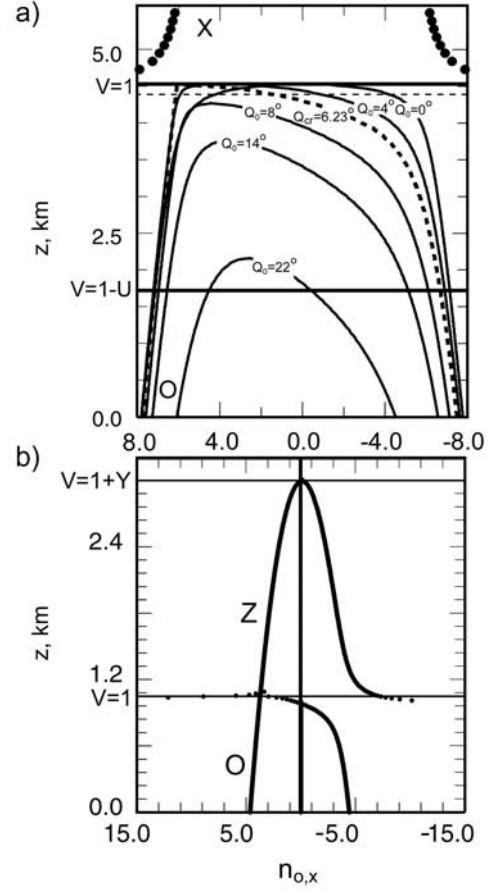 a)
X
5.0
V=1
Q₀=8°
Qcr=6.23°
Q₀=4°
Q₀=0°
Q₀=14°
z, km
2.5
Q₀=22°
V=1-U
O
0.0
8.0 4.0 0.0 -4.0 -8.0
b)
V=1+Y
2.4
Z
z, km
1.2
V=1
O
0.0
15.0 5.0 -5.0 -15.0
n₀,ₓ